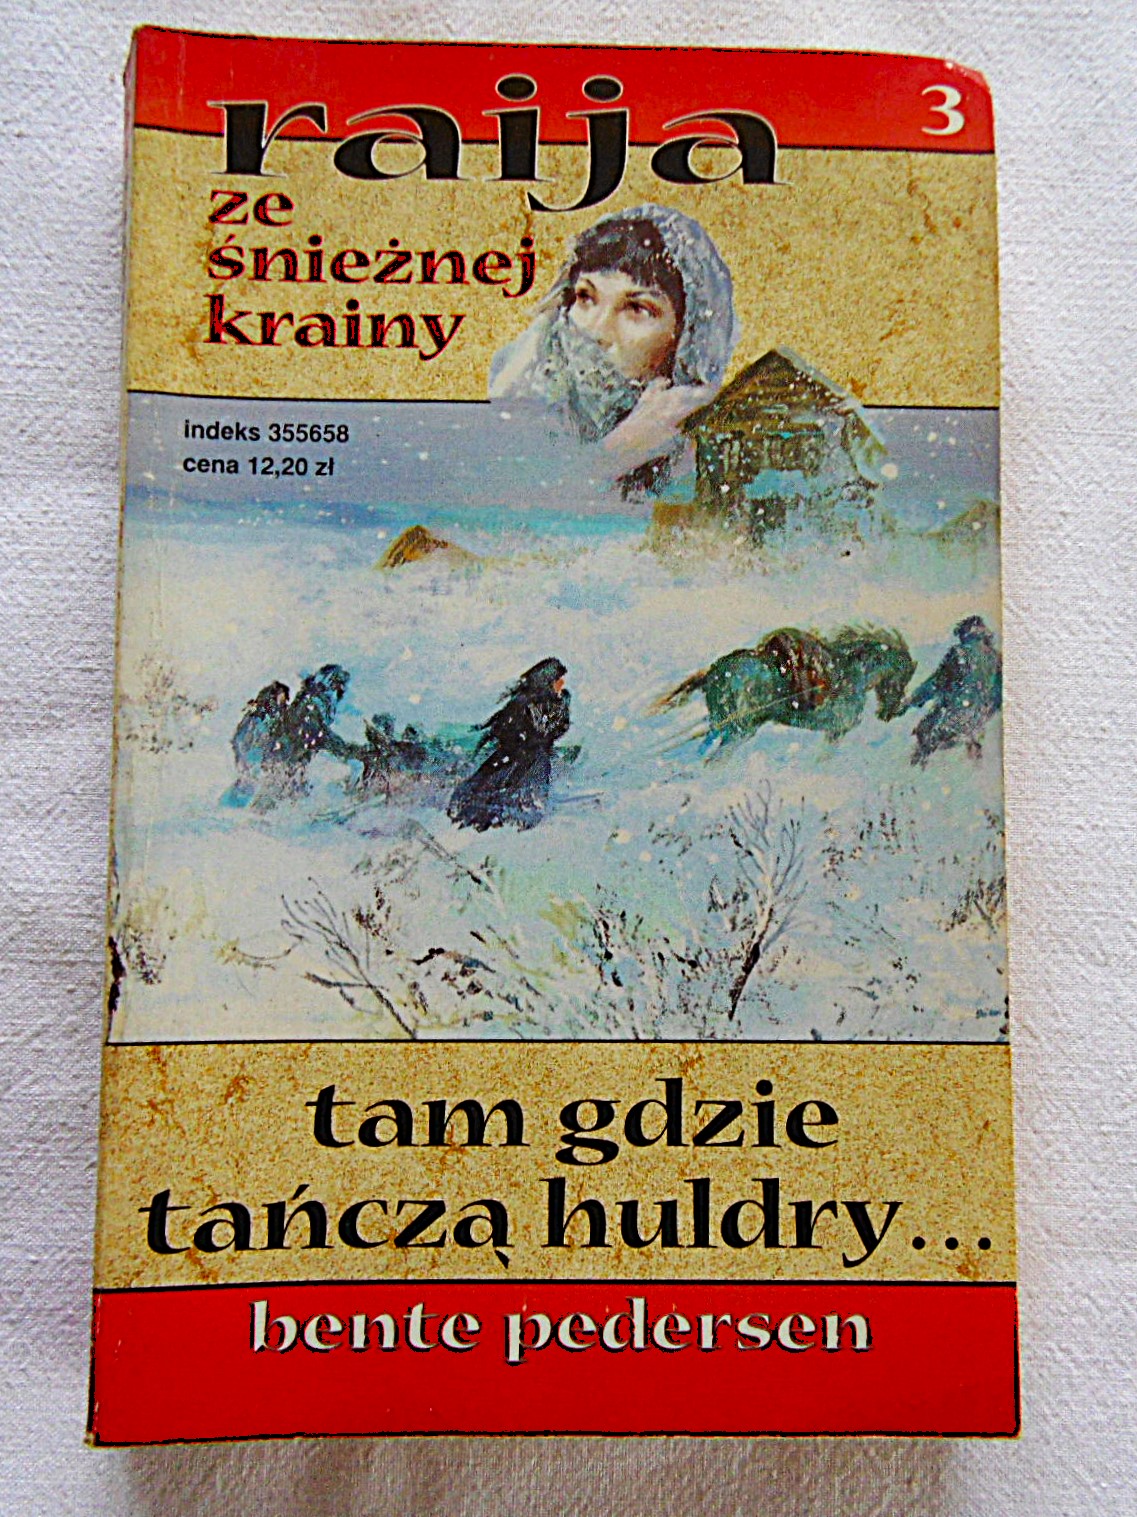 raija
3
ze
śnieżnej
krainy
indeks 355658
cena 12,20 zł
tam gdzie
tańczą huldry...
bente pedersen